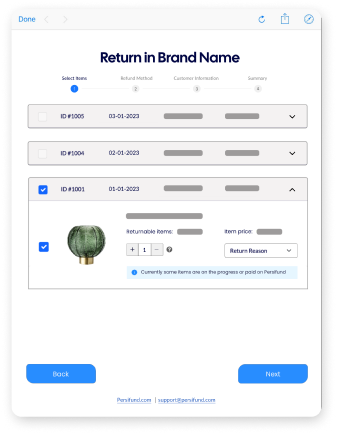 Done
Return in Brand Name
Select Items Refund Method Customer Information Summary
1 2 3 4
ID #1005 03-01-2023
ID #1004 02-01-2023
ID #1001 01-01-2023
Returnable items: Item price:
+ 1 − ? Return Reason
Currently some items are on the progress or paid on Persifund
Back Next
Persifund.com | support@persifund.com